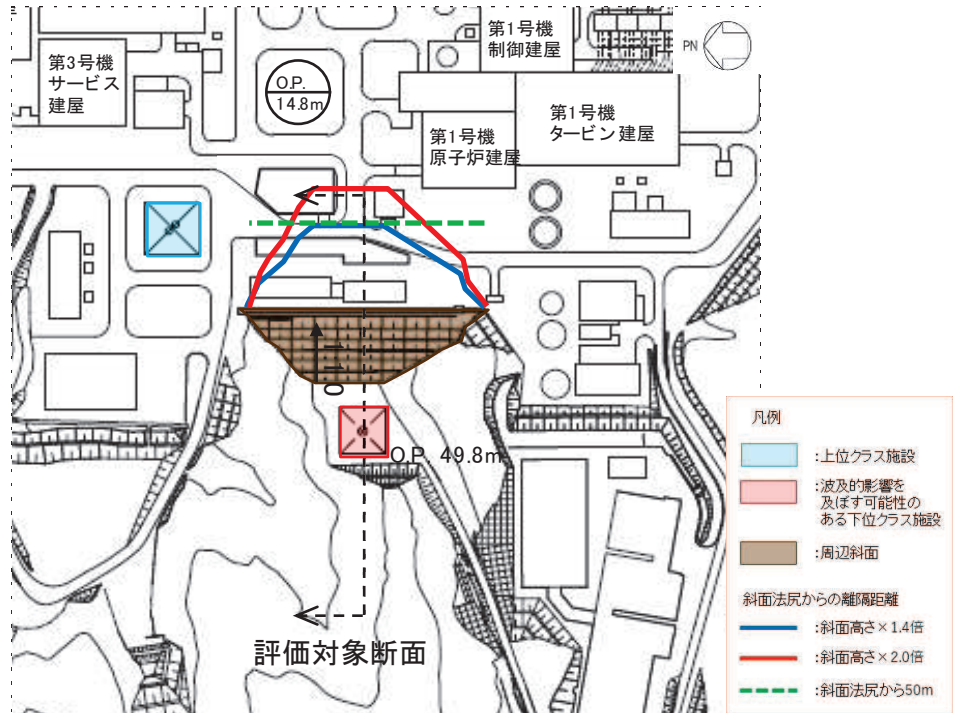 第1号機
制御建屋
PN
第3号機
サービス
建屋
O.P.
14.8m
第1号機
タービン建屋
第1号機
原子炉建屋
O.P. 49.8m
評価対象断面
凡例
:上位クラス施設
:波及的影響を
及ぼす可能性の
ある下位クラス施設
:周辺斜面
斜面法尻からの離隔距離
:斜面高さ×1.4倍
:斜面高さ×2.0倍
:斜面法尻から50m